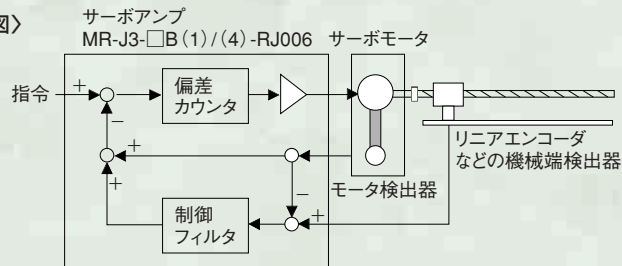 図〉
サーボアンプ
MR-J3-□B(1)/(4)-RJ006
サーボモータ
指令
+
−
偏差
カウンタ
+
+
−
+
モータ検出器
制御
フィルタ
リニアエンコーダ
などの機械端検出器